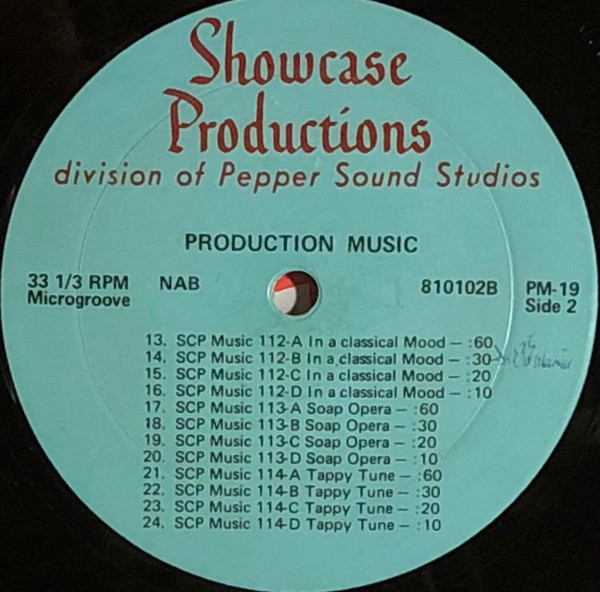 Showcase
Productions
division of Pepper Sound Studios
PRODUCTION MUSIC
33 1/3 RPM NAB 810102B PM-19
Microgroove Side 2
13. SCP Music 112-A In a classical Mood — :60
14. SCP Music 112-B In a classical Mood — :30
15. SCP Music 112-C In a classical Mood — :20
16. SCP Music 112-D In a classical Mood — :10
17. SCP Music 113-A Soap Opera — :60
18. SCP Music 113-B Soap Opera — :30
19. SCP Music 113-C Soap Opera — :20
20. SCP Music 113-D Soap Opera — :10
21. SCP Music 114-A Tappy Tune — :60
22. SCP Music 114-B Tappy Tune — :30
23. SCP Music 114-C Tappy Tune — :20
24. SCP Music 114-D Tappy Tune — :10